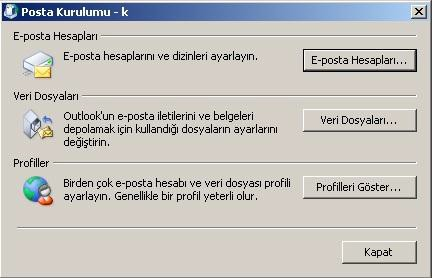 Posta Kurulumu - k
E-posta Hesapları
E-posta hesaplarını ve dizinleri ayarlayın.
E-posta Hesapları...
Veri Dosyaları
Outlook'un e-posta iletilerini ve belgeleri
depolamak için kullandığı dosyaların ayarlarını
değiştirin.
Veri Dosyaları...
Profiller
Birden çok e-posta hesabı ve veri dosyası profili
ayarlayın. Genellikle bir profil yeterli olur.
Profilleri Göster...
Kapat